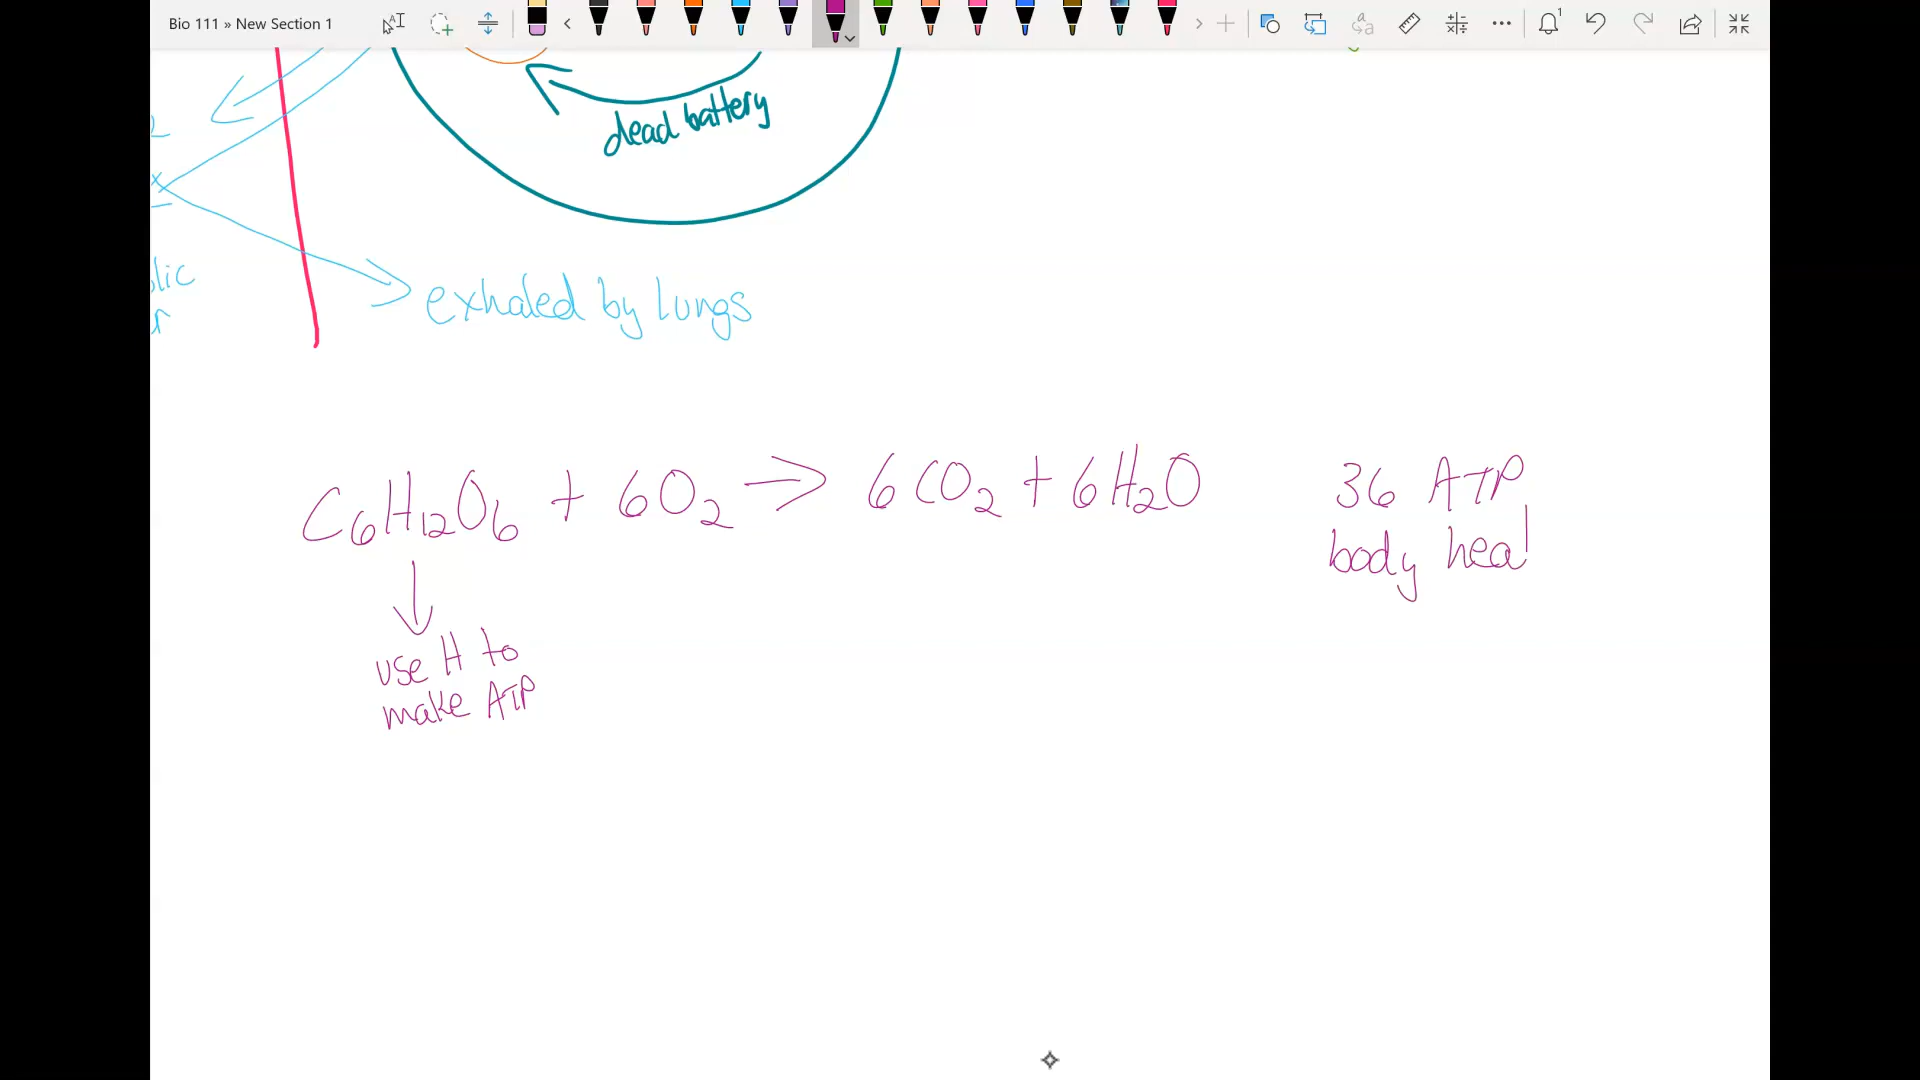 Bio 111 » New Section 1
dead battery
exhaled by lungs
C6H12O6 + 6O2 → 6CO2 + 6H2O
36 ATP
body hea
use H to
make ATP